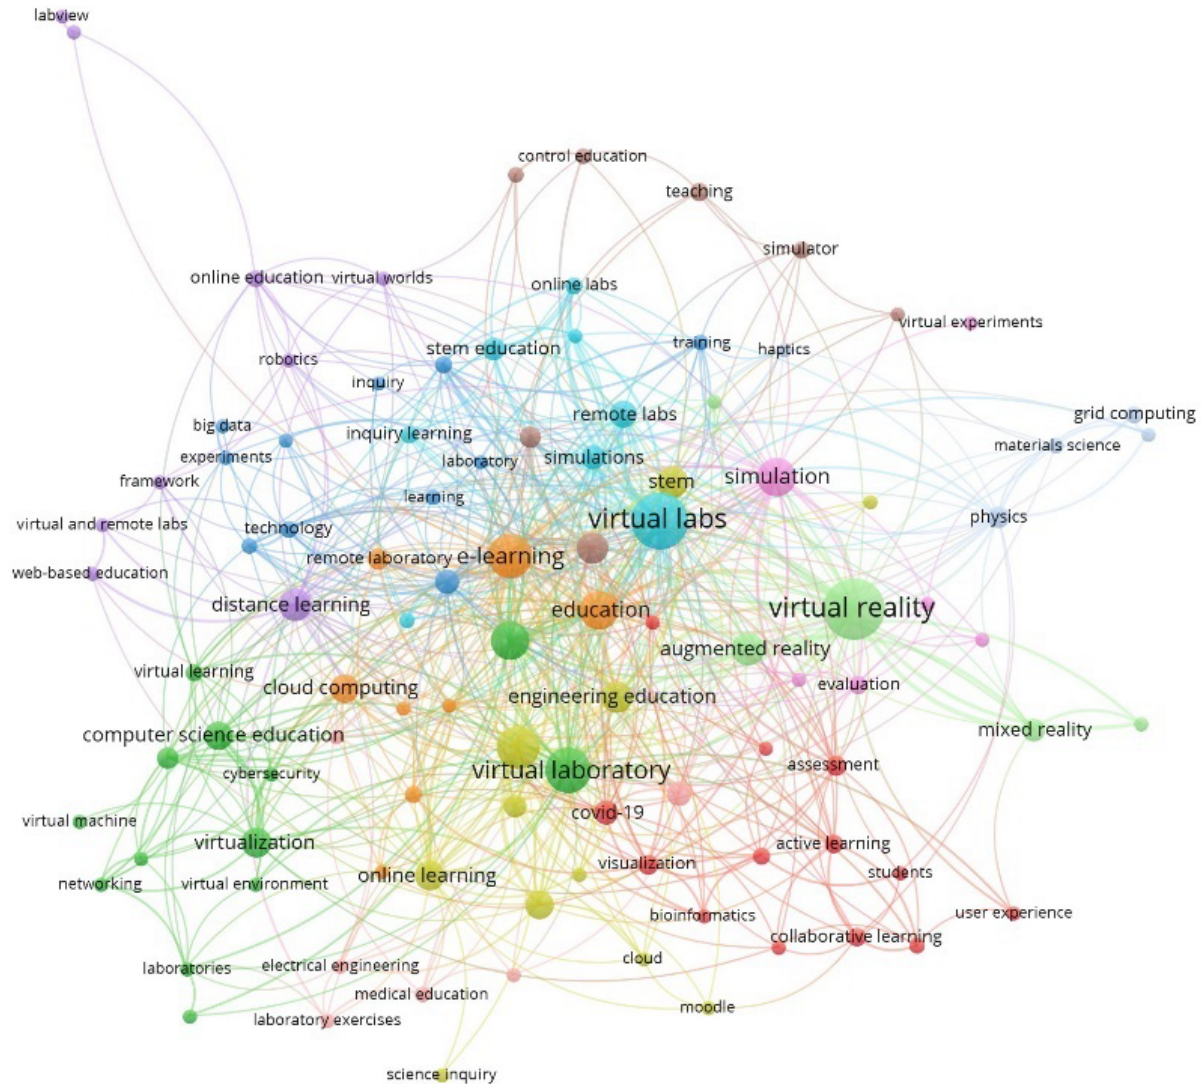 labview
control education
teaching
simulator
online education
virtual worlds
online labs
virtual experiments
robotics
stem education
training
haptics
inquiry
big data
inquiry learning
remote labs
grid computing
experiments
laboratory
simulations
materials science
framework
learning
stem
simulation
virtual and remote labs
technology
virtual labs
physics
web-based education
remote laboratory
e-learning
distance learning
education
virtual reality
virtual learning
augmented reality
cloud computing
engineering education
evaluation
computer science education
mixed reality
cybersecurity
virtual laboratory
assessment
virtual machine
covid-19
virtualization
active learning
networking
virtual environment
online learning
visualization
students
bioinformatics
user experience
collaborative learning
laboratories
electrical engineering
cloud
medical education
moodle
laboratory exercises
science inquiry